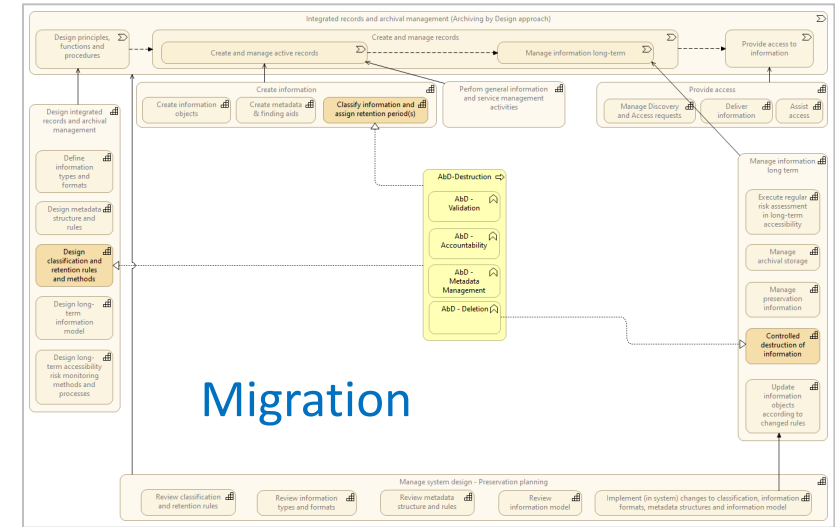 Integrated records and archival management (Archiving by Design approach)
Design principles,
functions and
procedures
Create and manage records
Create and manage active records
Manage information long-term
Provide access to
information
Create information
Create information
objects
Create metadata
& finding aids
Classify information and
assign retention period(s)
Perfom general information
and service management
activities
Provide access
Manage Discovery
and Access requests
Deliver
information
Assist
access
Design integrated
records and archival
management
Define
information
types and
formats
Design metadata
structure and
rules
Design
classification and
retention rules
and methods
Design long-
term
information
model
Design long-
term accessibility
risk monitoring
methods and
processes
AbD-Destruction
AbD -
Validation
AbD -
Accountability
AbD -
Metadata
Management
AbD - Deletion
Manage information
long term
Execute regular
risk assessment
in long-term
accessibility
Manage
archival storage
Manage
preservation
information
Controlled
destruction of
information
Update
information
objects
according to
changed rules
Migration
Manage system design - Preservation planning
Review classification
and retention rules
Review information
types and formats
Review metadata
structure and rules
Review
information model
Implement (in system) changes to classification, information
formats, metadata structures and information model